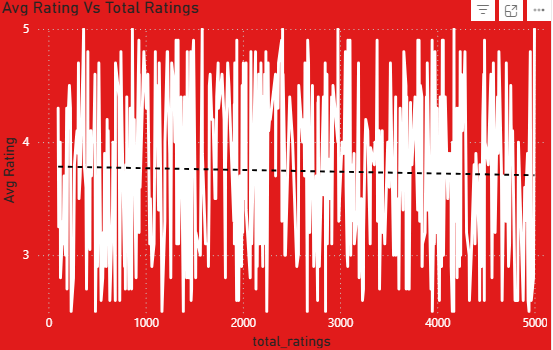 Avg Rating Vs Total Ratings
5
4
3
Avg Rating
0 1000 2000 3000 4000 5000
total_ratings